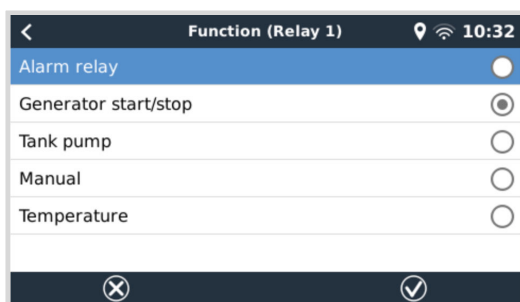 Function (Relay 1) 10:32
Alarm relay
Generator start/stop
Tank pump
Manual
Temperature